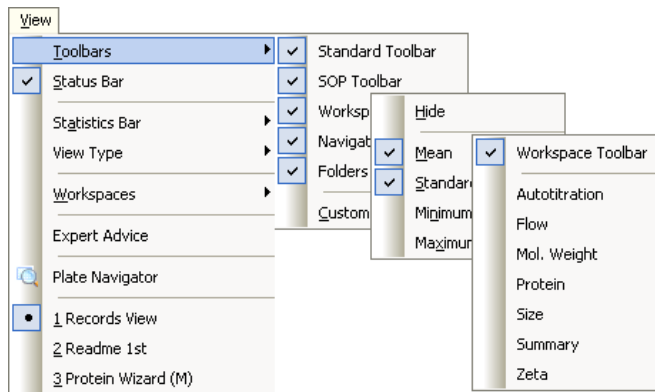 View
Toolbars
Status Bar
Statistics Bar
View Type
Workspaces
Expert Advice
Plate Navigator
1 Records View
2 Readme 1st
3 Protein Wizard (M)
Standard Toolbar
SOP Toolbar
Worksp
Navigat
Folders
Custom
Hide
Mean
Standar
Minimum
Maximur
Workspace Toolbar
Autotitration
Flow
Mol. Weight
Protein
Size
Summary
Zeta